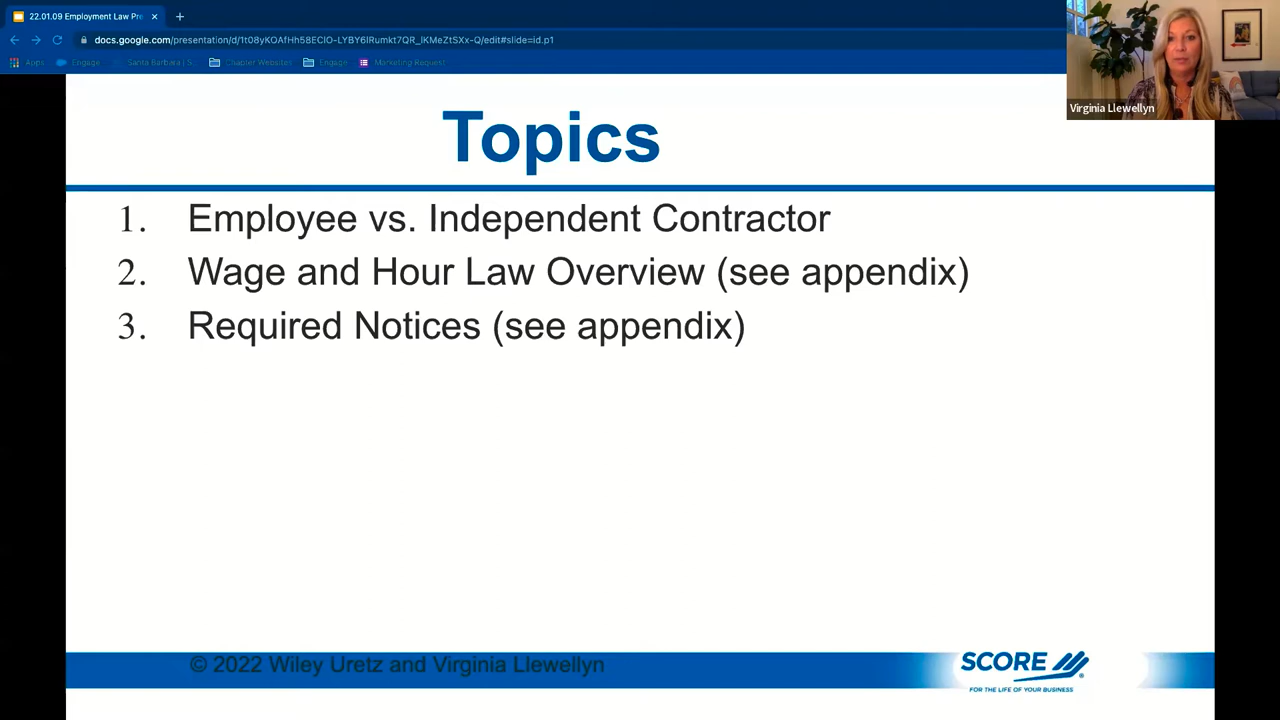 22.01.09 Employment Law Pre
docs.google.com/presentation/d/1t08yKOAfHh58ECIO-LYBY6IRumkt7QR_lKMeZtSXx-Q/edit#slide=id.p1
Apps Engage Santa Barbara | S... Chapter Websites Engage Marketing Request
Virginia Llewellyn
Topics
1. Employee vs. Independent Contractor
2. Wage and Hour Law Overview (see appendix)
3. Required Notices (see appendix)
© 2022 Wiley Uretz and Virginia Llewellyn
SCORE
FOR THE LIFE OF YOUR BUSINESS